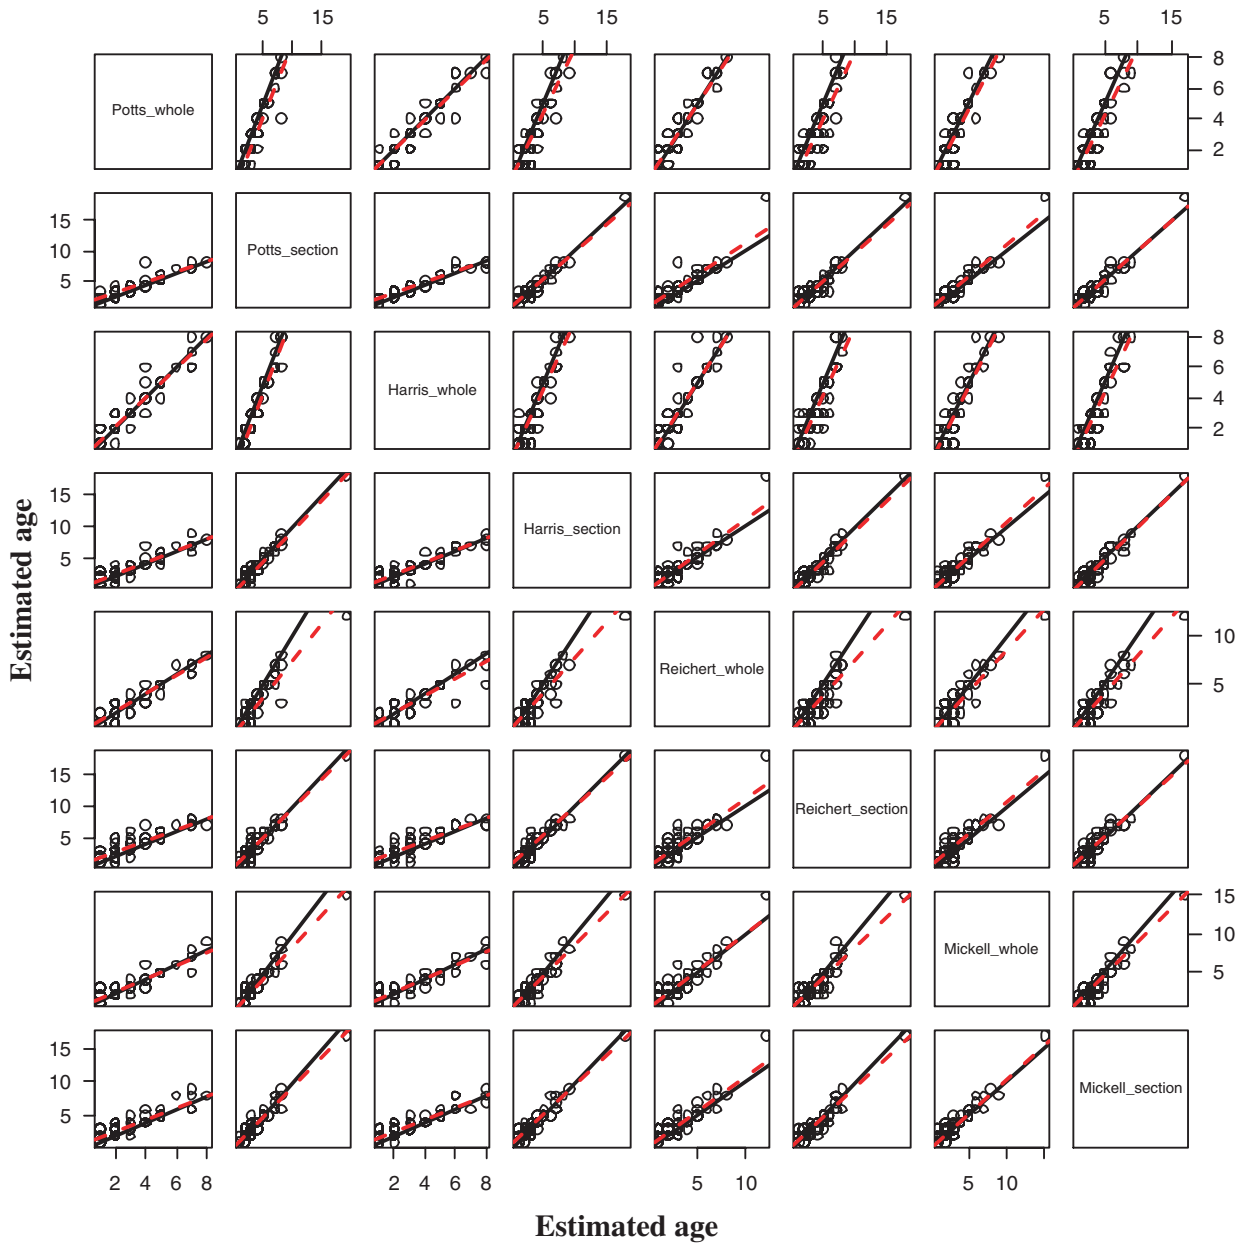 5 15 5 15 5 15 5 15
Potts_whole
8
6
4
2
15
10
5
Potts_section
Harris_whole
8
6
4
2
15
10
5
Harris_section
Estimated age
Reichert_whole
10
5
15
10
5
Reichert_section
Mickell_whole
15
10
5
15
10
5
Mickell_section
2 4 6 8 2 4 6 8 5 10 5 10
Estimated age